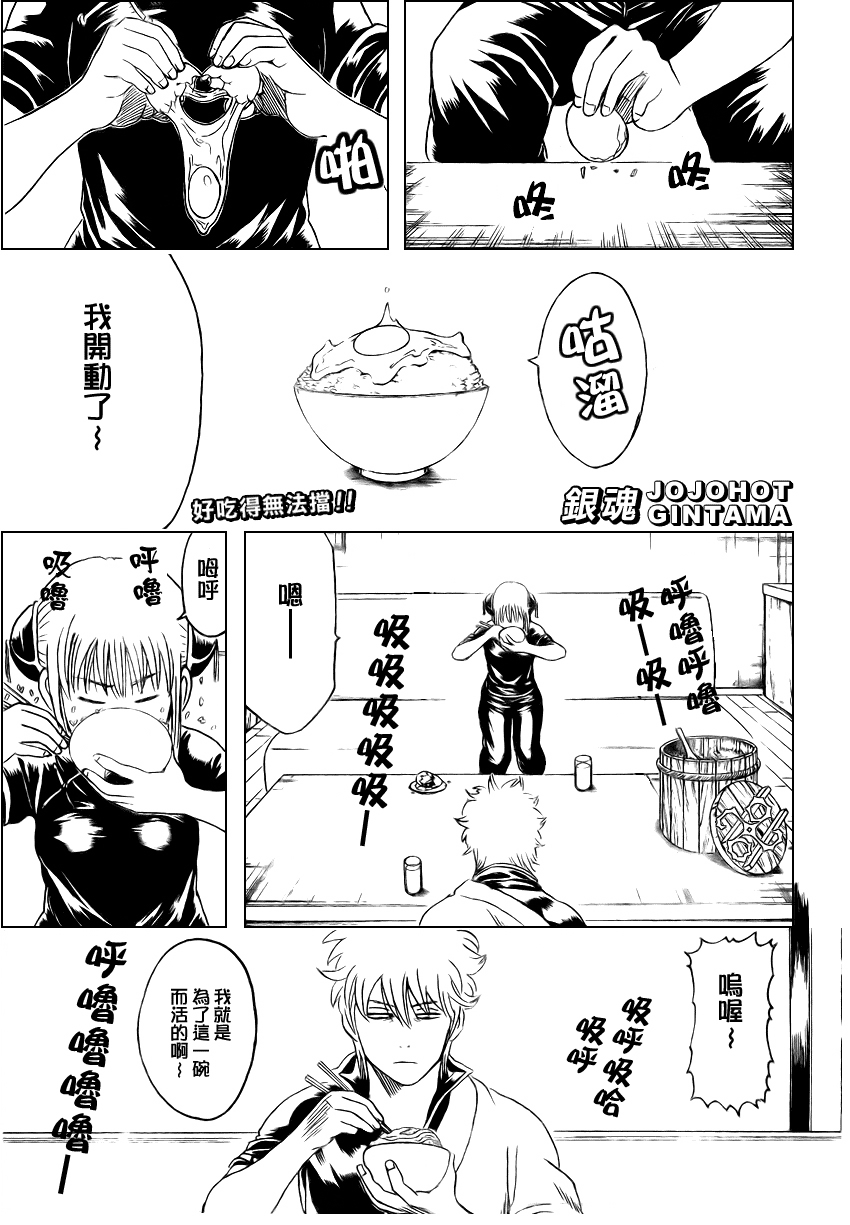 咚
咚
啪
咕
溜
我開動了～
好吃得無法擋!!
銀魂
JOJOHOT
GINTAMA
呼嚕呼嚕
吸—吸—
吸吸吸吸吸—
嗯—
呣呼
呼嚕
吸嚕
嗚喔～
吸呼吸哈
吸呼
我就是
為了這一碗
而活的啊～
呼嚕嚕嚕嚕—